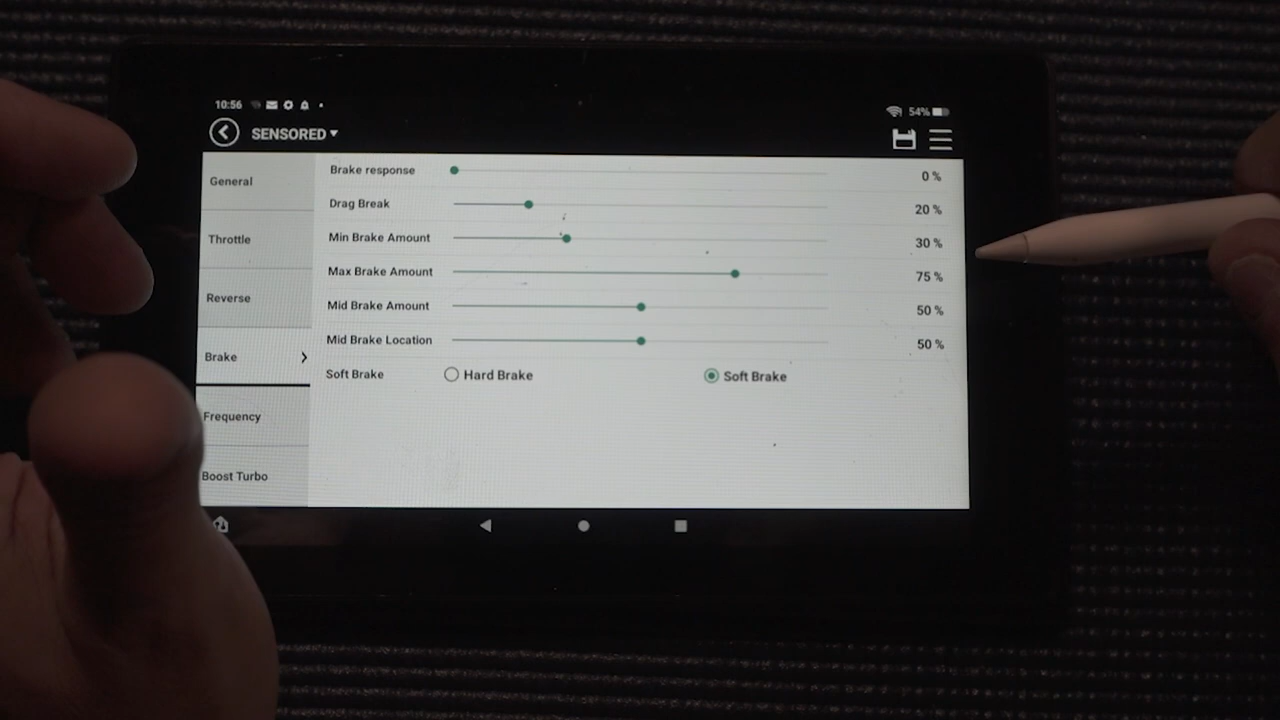 10:56
54%
SENSORED
General
Throttle
Reverse
Brake
Frequency
Boost Turbo
Brake response 0 %
Drag Break 20 %
Min Brake Amount 30 %
Max Brake Amount 75 %
Mid Brake Amount 50 %
Mid Brake Location 50 %
Soft Brake Hard Brake Soft Brake